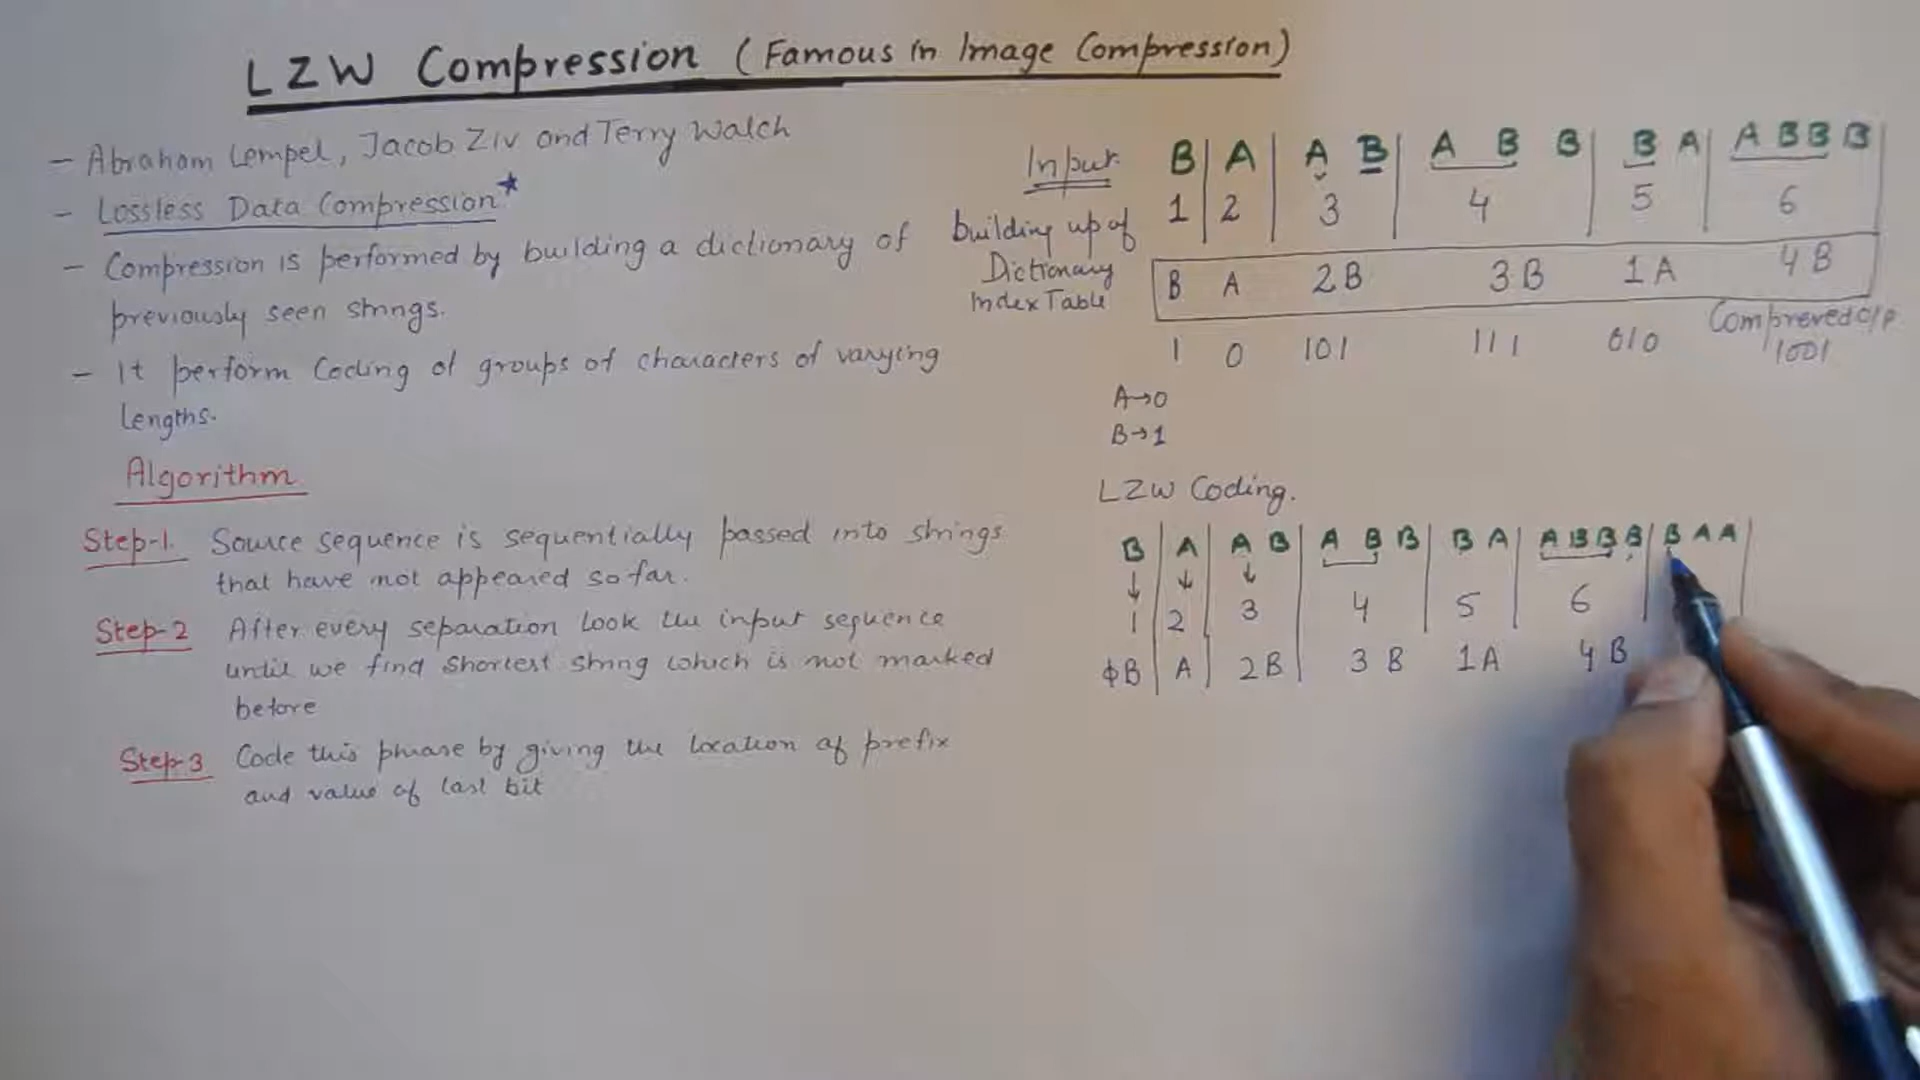 LZW Compression (Famous in Image Compression)
- Abraham Lempel, Jacob Ziv and Terry Walch
- Lossless Data Compression*
- Compression is performed by building a dictionary of
previously seen strings.
- It perform Coding of groups of characters of varying
lengths.
Algorithm
Step-1. Source sequence is sequentially passed into strings
that have not appeared so far.
Step-2 After every separation Look the input sequence
until we find shortest string which is not marked
before
Step-3 Code this phrase by giving the location of prefix
and value of last bit
Input B | A | A B | A B B | B A | A B B B |
1 | 2 | 3 | 4 | 5 | 6
building up of
Dictionary
Index Table
B A 2B 3B 1A 4B
Compressed o/p
1 0 101 111 010 1001
A→0
B→1
LZW Coding.
B | A | A B | A B B | B A | A B B B | B A A |
↓ ↓ ↓
1 | 2 | 3 | 4 | 5 | 6 |
ϕB | A | 2B | 3 B 1A 4 B